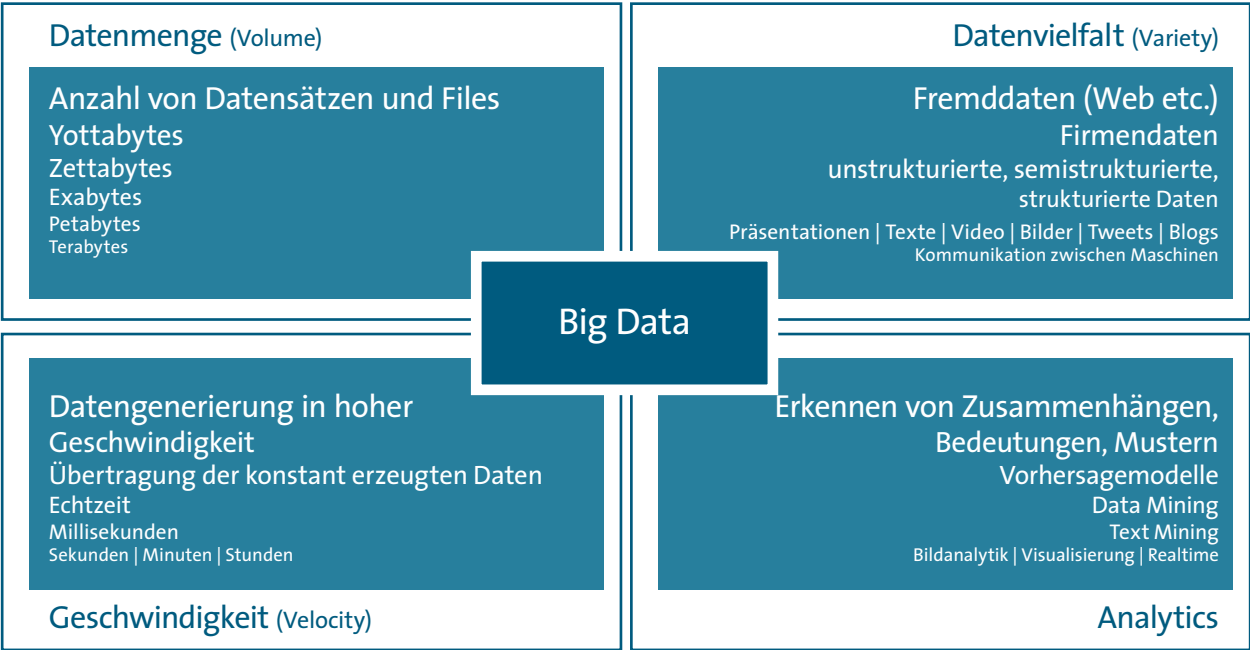 Datenmenge (Volume)
Anzahl von Datensätzen und Files
Yottabytes
Zettabytes
Exabytes
Petabytes
Terabytes
Datenvielfalt (Variety)
Fremddaten (Web etc.)
Firmendaten
unstrukturierte, semistrukturierte,
strukturierte Daten
Präsentationen | Texte | Video | Bilder | Tweets | Blogs
Kommunikation zwischen Maschinen
Big Data
Datengenerierung in hoher
Geschwindigkeit
Übertragung der konstant erzeugten Daten
Echtzeit
Millisekunden
Sekunden | Minuten | Stunden
Geschwindigkeit (Velocity)
Erkennen von Zusammenhängen,
Bedeutungen, Mustern
Vorhersagemodelle
Data Mining
Text Mining
Bildanalytik | Visualisierung | Realtime
Analytics